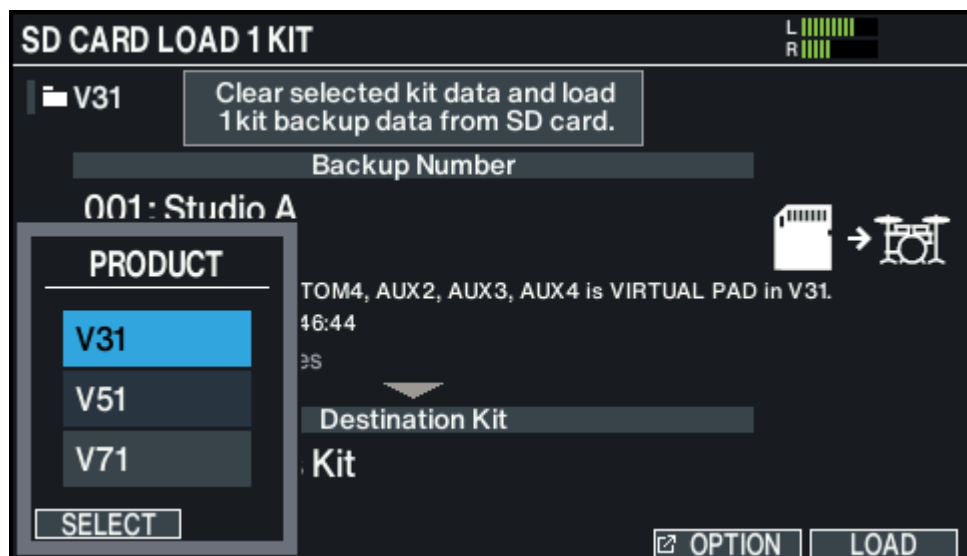 SD CARD LOAD 1 KIT
L
R
V31
Clear selected kit data and load
1 kit backup data from SD card.
Backup Number
001: Studio A
PRODUCT
TOM4, AUX2, AUX3, AUX4 is VIRTUAL PAD in V31.
V31
46:44
V51
Destination Kit
V71
Kit
SELECT
OPTION
LOAD